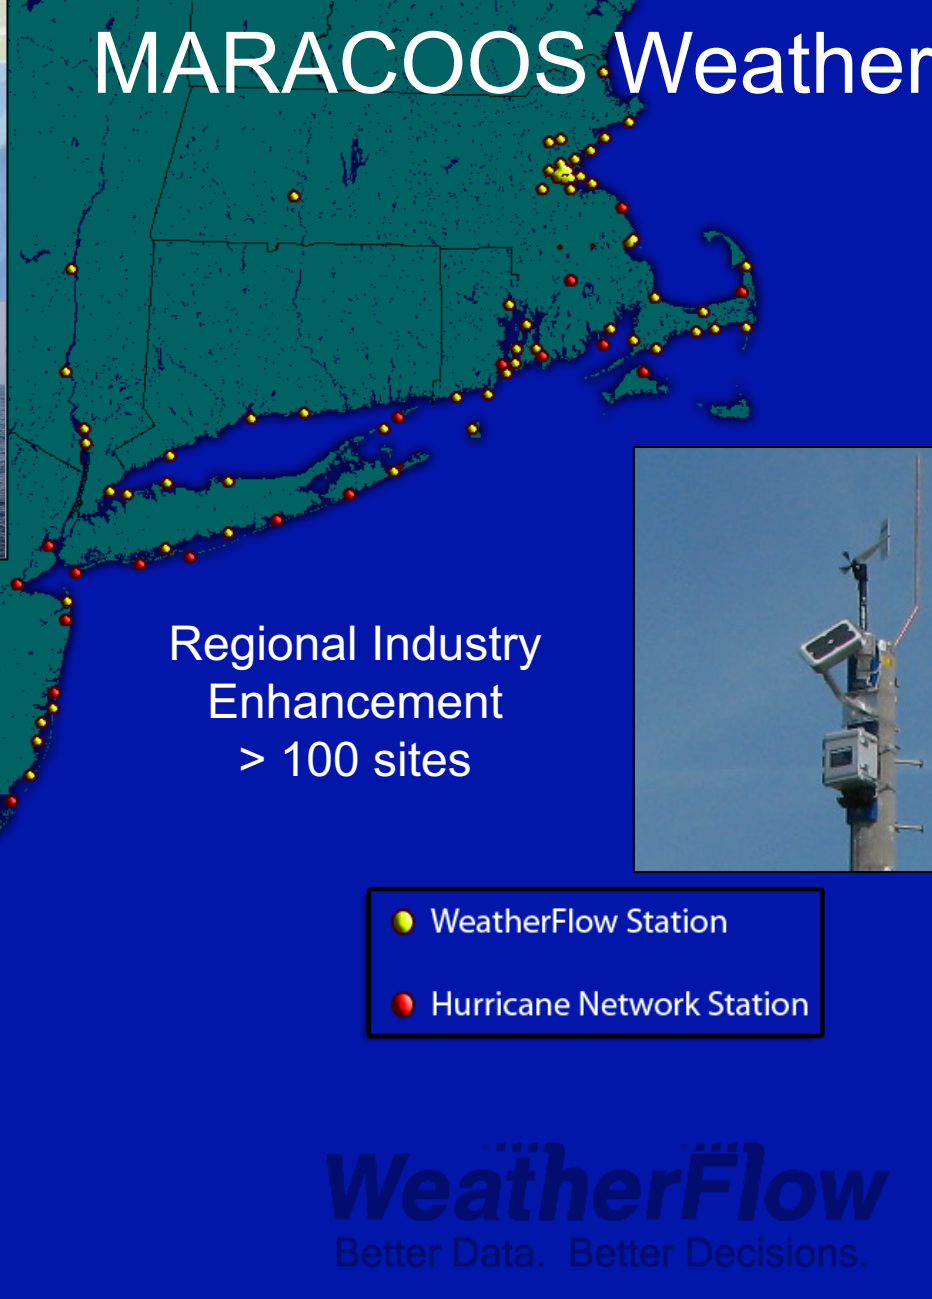 MARACOOS Weather
Regional Industry
Enhancement
> 100 sites
WeatherFlow Station
Hurricane Network Station
WeatherFlow
Better Data. Better Decisions.